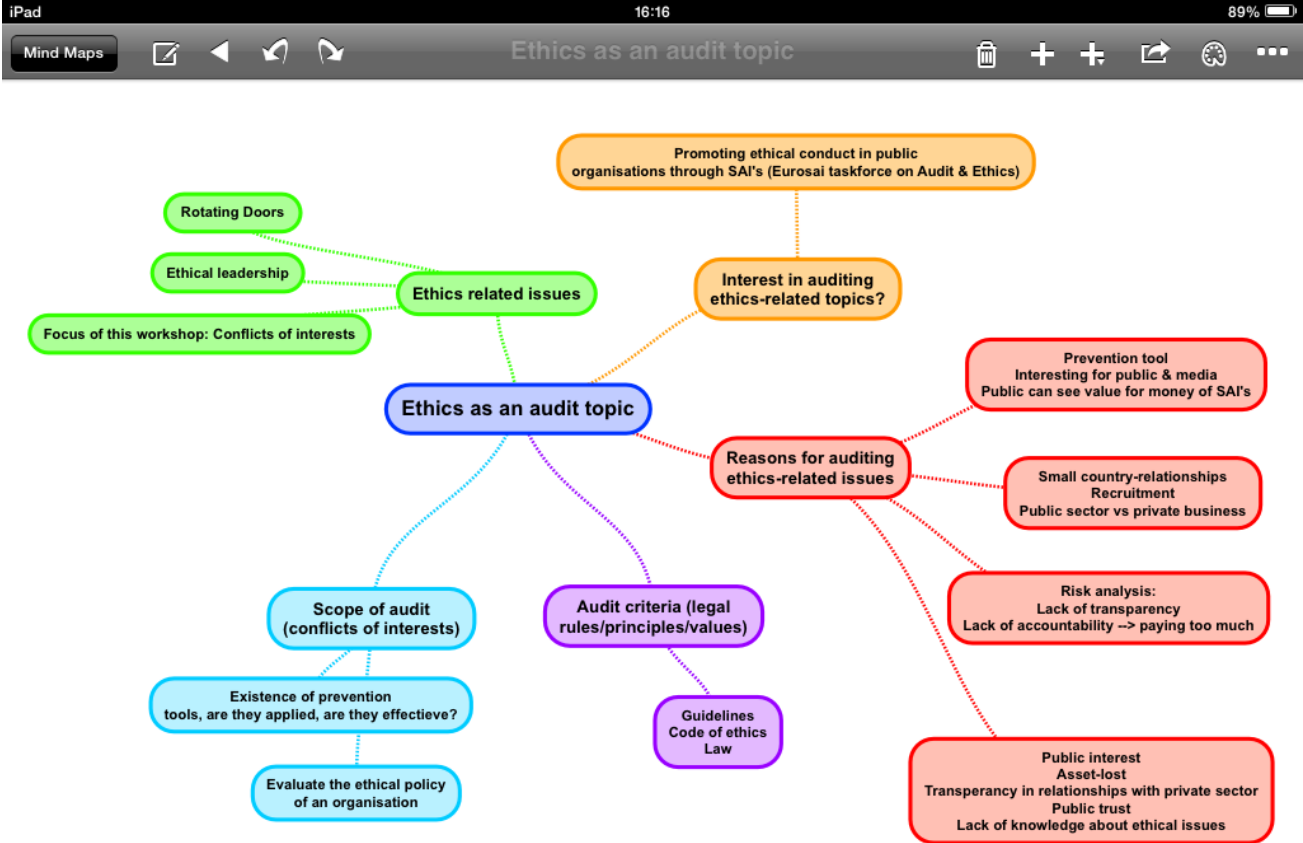 iPad
16:16
89%
Mind Maps
Ethics as an audit topic
Promoting ethical conduct in public
organisations through SAI's (Eurosai taskforce on Audit & Ethics)
Rotating Doors
Ethical leadership
Ethics related issues
Focus of this workshop: Conflicts of interests
Interest in auditing
ethics-related topics?
Ethics as an audit topic
Prevention tool
Interesting for public & media
Public can see value for money of SAI's
Reasons for auditing
ethics-related issues
Small country-relationships
Recruitment
Public sector vs private business
Risk analysis:
Lack of transparency
Lack of accountability --> paying too much
Public interest
Asset-lost
Transperancy in relationships with private sector
Public trust
Lack of knowledge about ethical issues
Scope of audit
(conflicts of interests)
Existence of prevention
tools, are they applied, are they effectieve?
Evaluate the ethical policy
of an organisation
Audit criteria (legal
rules/principles/values)
Guidelines
Code of ethics
Law